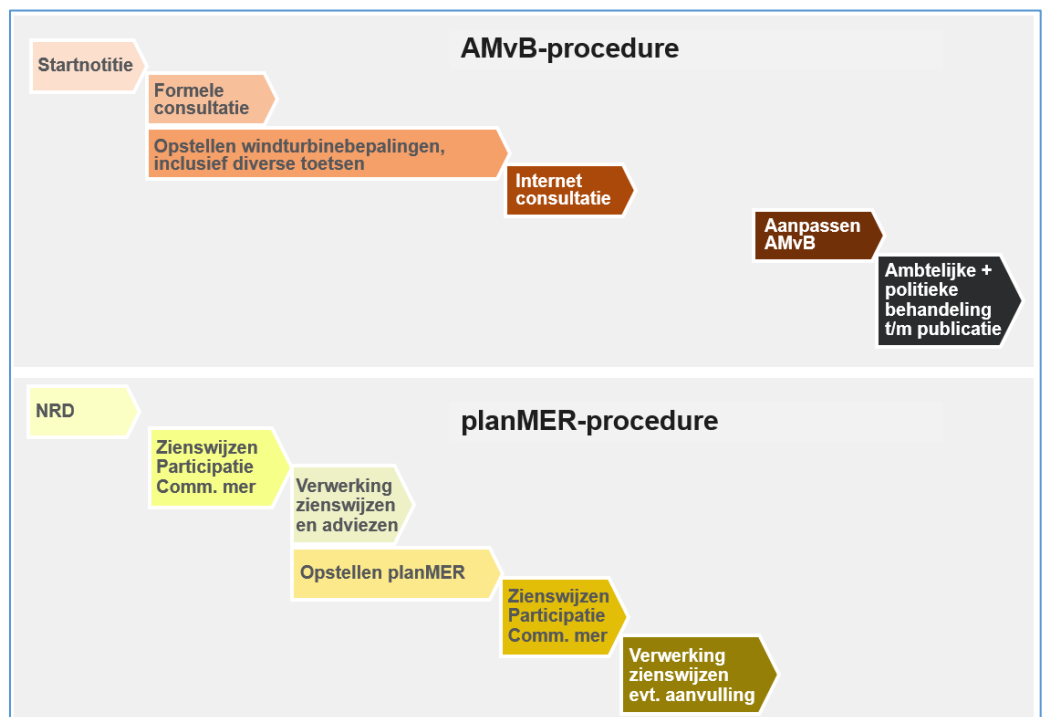 AMvB-procedure
Startnotitie
Formele
consultatie
Opstellen windturbinebepalingen,
inclusief diverse toetsen
Internet
consultatie
Aanpassen
AMvB
Ambtelijke +
politieke
behandeling
t/m publicatie
planMER-procedure
NRD
Zienswijzen
Participatie
Comm. mer
Verwerking
zienswijzen
en adviezen
Opstellen planMER
Zienswijzen
Participatie
Comm. mer
Verwerking
zienswijzen
evt. aanvulling